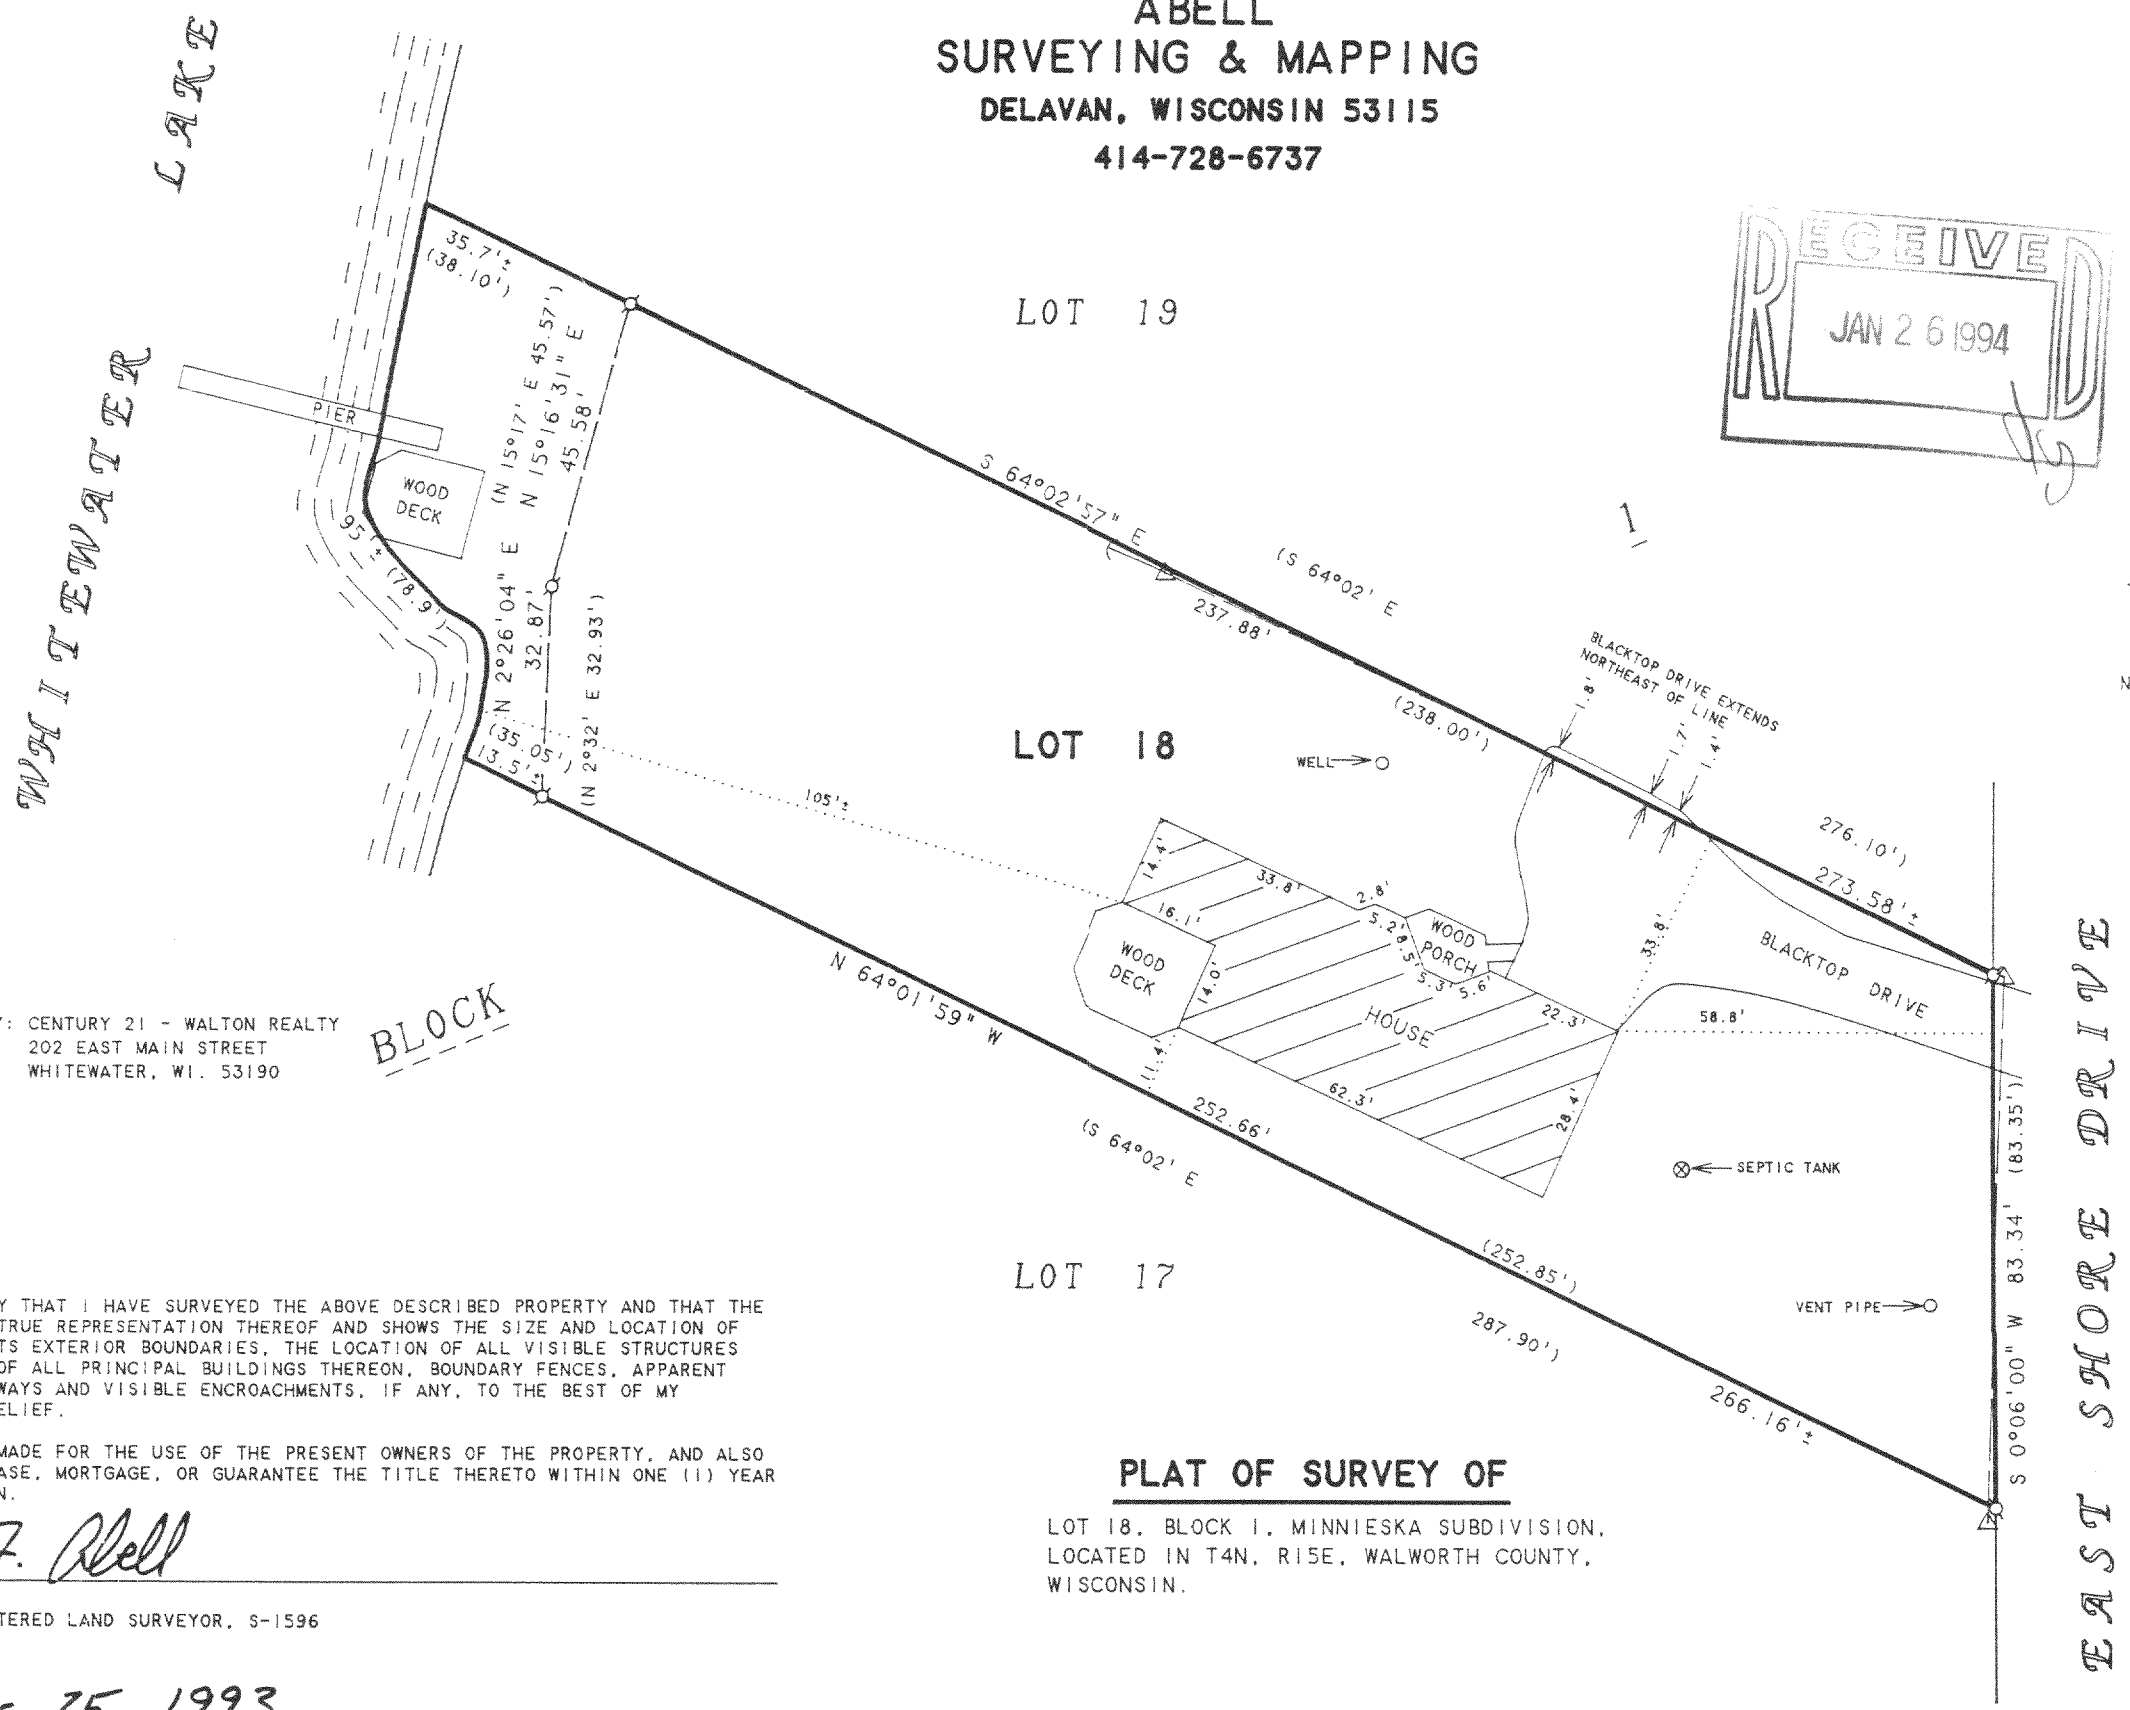 ABELL
SURVEYING & MAPPING
DELAVAN, WISCONSIN 53115
414-728-6737
RECEIVED
JAN 26 1994
WHITEWATER LAKE
35.7'±
(38.10')
(N 15°17' E 45.57')
N 15°16'31" E
45.58'
PIER
WOOD
DECK
95'± (78.9')
N 2°26'04" E
32.87'
(N 2°32' E 32.93')
(35.05')
13.5'±
LOT 19
1
S 64°02'57" E
(S 64°02' E
237.88'
(238.00')
276.10')
273.58'±
BLACKTOP DRIVE EXTENDS
NORTHEAST OF LINE
1.8'
1.7'
1.4'
LOT 18
WELL
105'±
14.4'
33.8'
2.8'
16.1'
5.2'
8.5'
WOOD
PORCH
5.3'
5.6'
WOOD
DECK
14.0'
HOUSE
22.3'
33.8'
58.8'
BLACKTOP DRIVE
11.4'
62.3'
28.4'
SEPTIC TANK
VENT PIPE
N 64°01'59" W
252.66'
(S 64°02' E
(252.85')
287.90')
266.16'±
S 0°06'00" W 83.34' (83.35')
EAST SHORE DRIVE
BLOCK
LOT 17
N
Y: CENTURY 21 - WALTON REALTY
202 EAST MAIN STREET
WHITEWATER, WI. 53190
Y THAT I HAVE SURVEYED THE ABOVE DESCRIBED PROPERTY AND THAT THE
TRUE REPRESENTATION THEREOF AND SHOWS THE SIZE AND LOCATION OF
TS EXTERIOR BOUNDARIES, THE LOCATION OF ALL VISIBLE STRUCTURES
OF ALL PRINCIPAL BUILDINGS THEREON, BOUNDARY FENCES, APPARENT
WAYS AND VISIBLE ENCROACHMENTS, IF ANY, TO THE BEST OF MY
ELIEF.
MADE FOR THE USE OF THE PRESENT OWNERS OF THE PROPERTY, AND ALSO
ASE, MORTGAGE, OR GUARANTEE THE TITLE THERETO WITHIN ONE (1) YEAR
N.
F. Abell
TERED LAND SURVEYOR, S-1596
25 1993
PLAT OF SURVEY OF
LOT 18, BLOCK 1, MINNIESKA SUBDIVISION,
LOCATED IN T4N, R15E, WALWORTH COUNTY,
WISCONSIN.